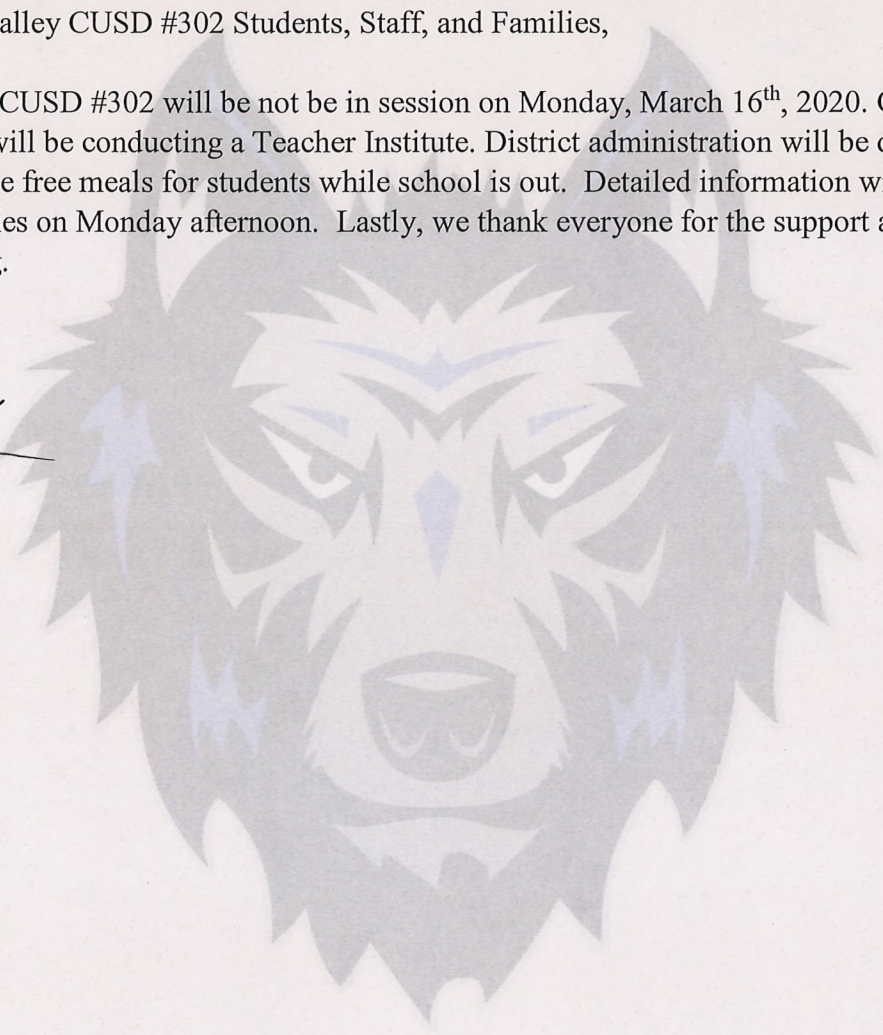 alley CUSD #302 Students, Staff, and Families,
CUSD #302 will be not be in session on Monday, March 16th, 2020.
will be conducting a Teacher Institute. District administration will be
e free meals for students while school is out. Detailed information
es on Monday afternoon. Lastly, we thank everyone for the support a